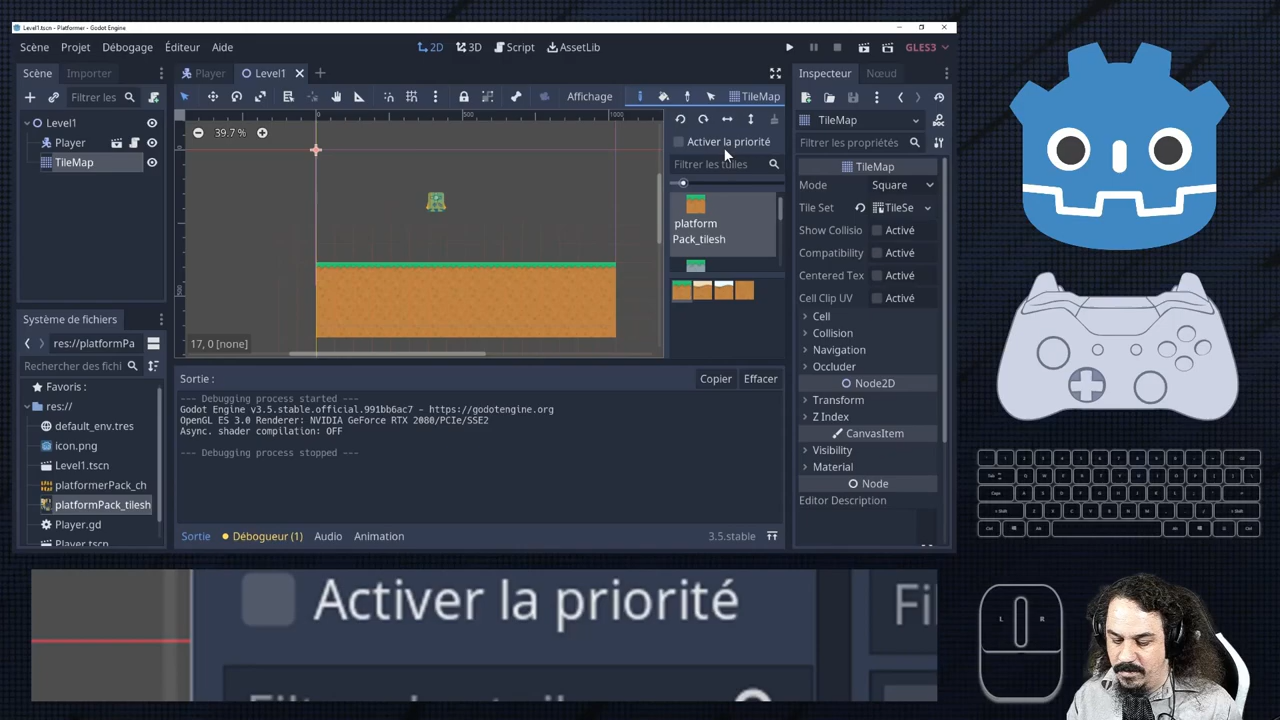 Level1.tscn - Platformer - Godot Engine
Scène Projet Débogage Éditeur Aide
2D 3D Script AssetLib
GLES3
Scène Importer
Filtrer les
Level1
Player
TileMap
Système de fichiers
res://platformPa
Rechercher des fichi
Favoris :
res://
default_env.tres
icon.png
Level1.tscn
platformerPack_ch
platformPack_tilesh
Player.gd
Player.tscn
Player Level1
Affichage TileMap
0 500 1000
39.7 %
17, 0 [none]
Activer la priorité
Filtrer les tuiles
platform
Pack_tilesh
Sortie :
Copier Effacer
--- Debugging process started ---
Godot Engine v3.5.stable.official.991bb6ac7 - https://godotengine.org
OpenGL ES 3.0 Renderer: NVIDIA GeForce RTX 2080/PCIe/SSE2
Async. shader compilation: OFF
--- Debugging process stopped ---
Sortie Débogueur (1) Audio Animation 3.5.stable
Inspecteur Nœud
TileMap
Filtrer les propriétés
TileMap
Mode Square
Tile Set TileSe
Show Collisio Activé
Compatibility Activé
Centered Tex Activé
Cell Clip UV Activé
Cell
Collision
Navigation
Occluder
Node2D
Transform
Z Index
CanvasItem
Visibility
Material
Node
Editor Description
Activer la priorité
Fi
L R